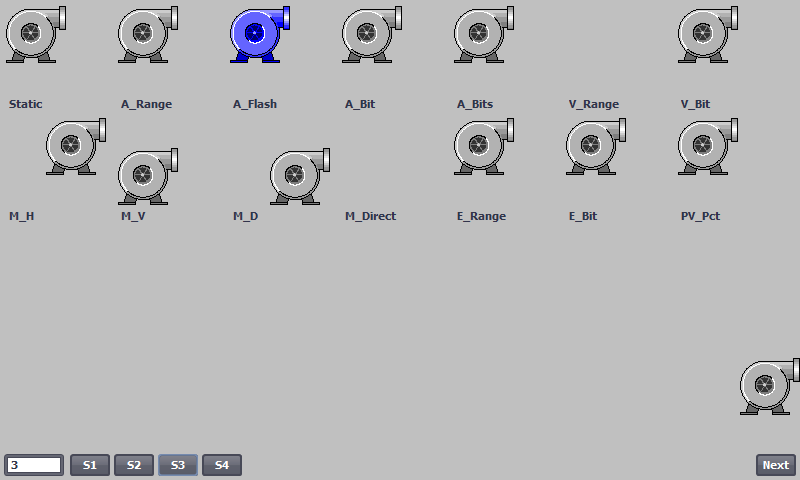 Static A_Range A_Flash A_Bit A_Bits V_Range V_Bit
M_H M_V M_D M_Direct E_Range E_Bit PV_Pct
3 S1 S2 S3 S4 Next